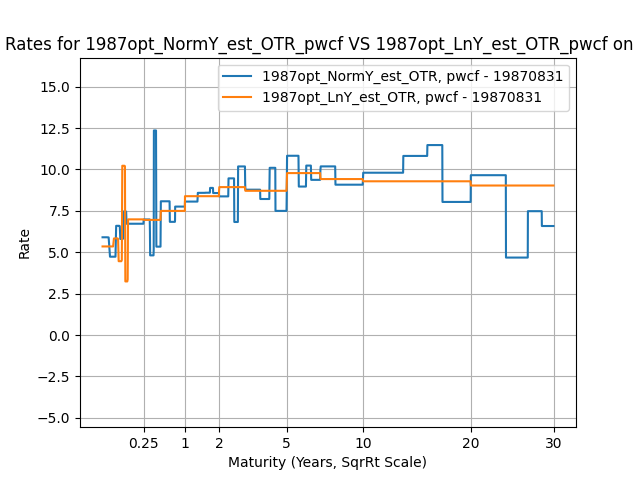 Rates for 1987opt_NormY_est_OTR_pwcf VS 1987opt_LnY_est_OTR_pwcf on
1987opt_NormY_est_OTR, pwcf - 19870831
1987opt_LnY_est_OTR, pwcf - 19870831
Rate
15.0
12.5
10.0
7.5
5.0
2.5
0.0
−2.5
−5.0
0.25 1 2 5 10 20 30
Maturity (Years, SqrRt Scale)